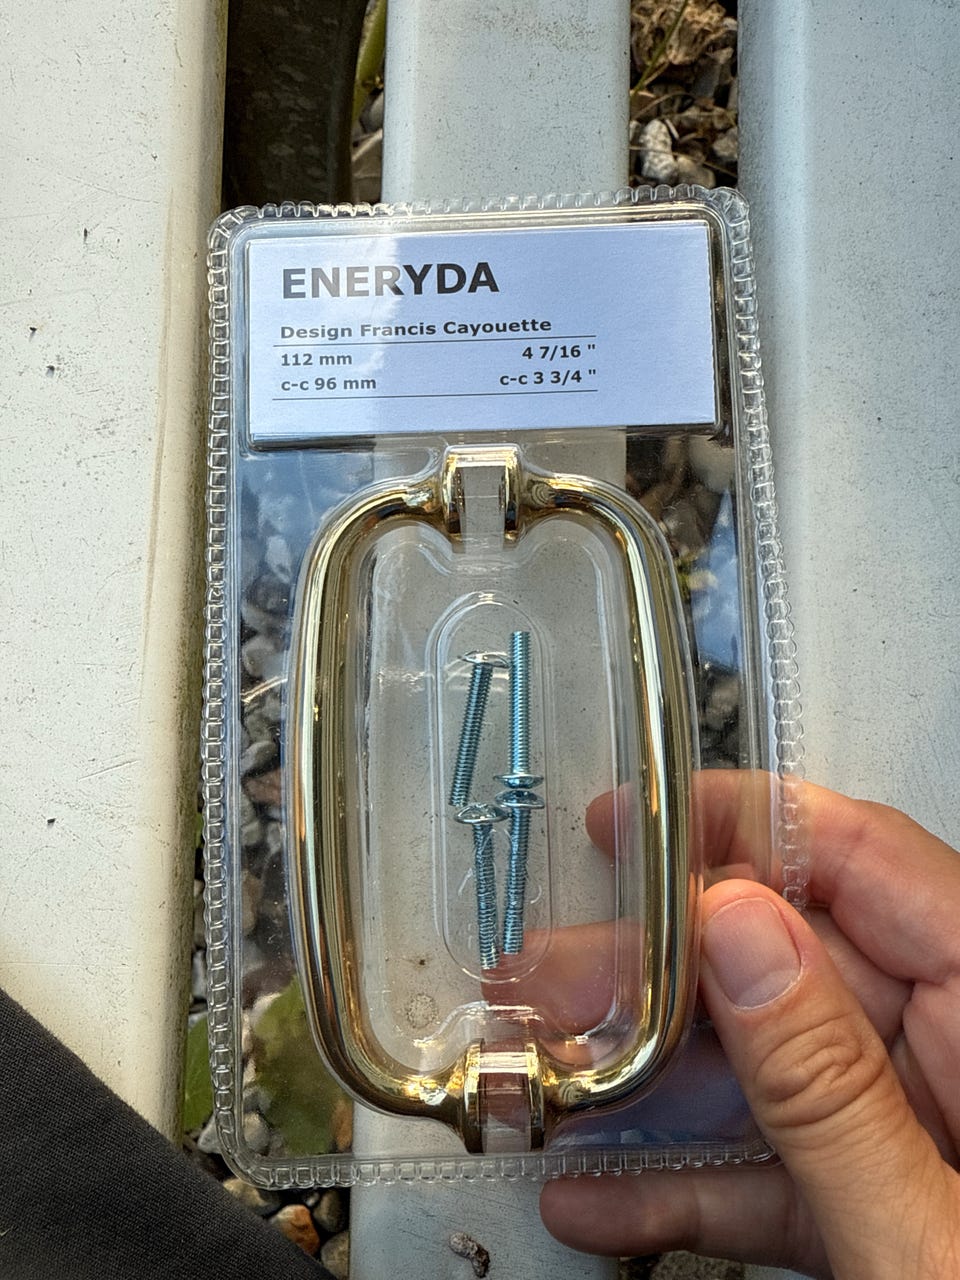 ENERYDA
Design Francis Cayouette
112 mm 4 7/16 "
c-c 96 mm c-c 3 3/4 "